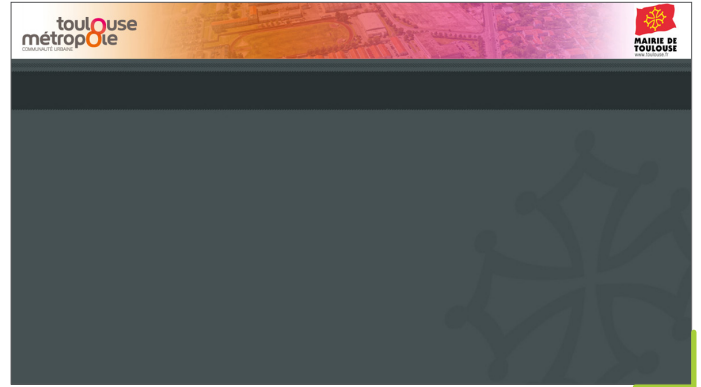 toulouse
métropole
COMMUNAUTÉ URBAINE
MAIRIE DE
TOULOUSE
www.toulouse.fr